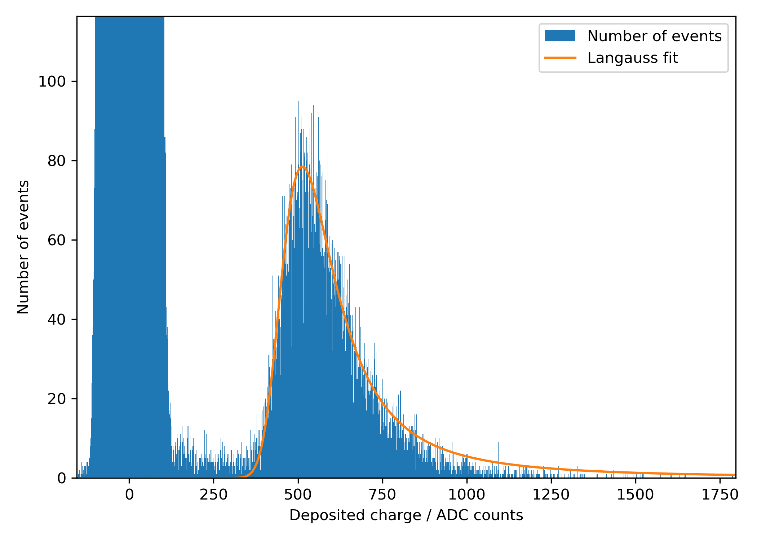 Number of events
Langauss fit
100
80
60
40
20
0
Number of events
0 250 500 750 1000 1250 1500 1750
Deposited charge / ADC counts